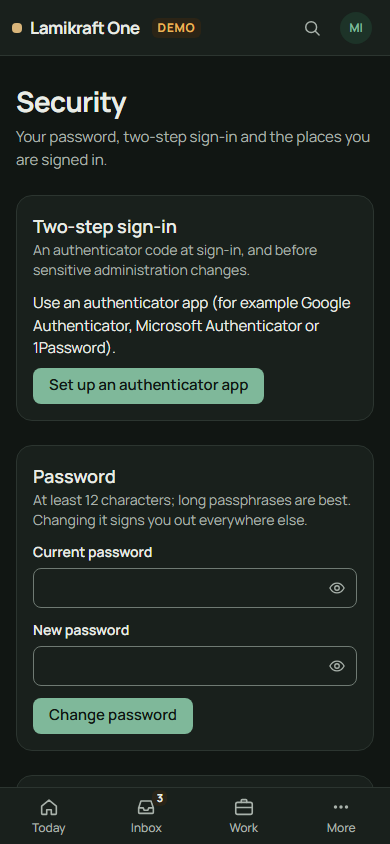 Lamikraft One DEMO MI
Security
Your password, two-step sign-in and the places you
are signed in.
Two-step sign-in
An authenticator code at sign-in, and before
sensitive administration changes.
Use an authenticator app (for example Google
Authenticator, Microsoft Authenticator or
1Password).
Set up an authenticator app
Password
At least 12 characters; long passphrases are best.
Changing it signs you out everywhere else.
Current password
New password
Change password
3
Today Inbox Work More